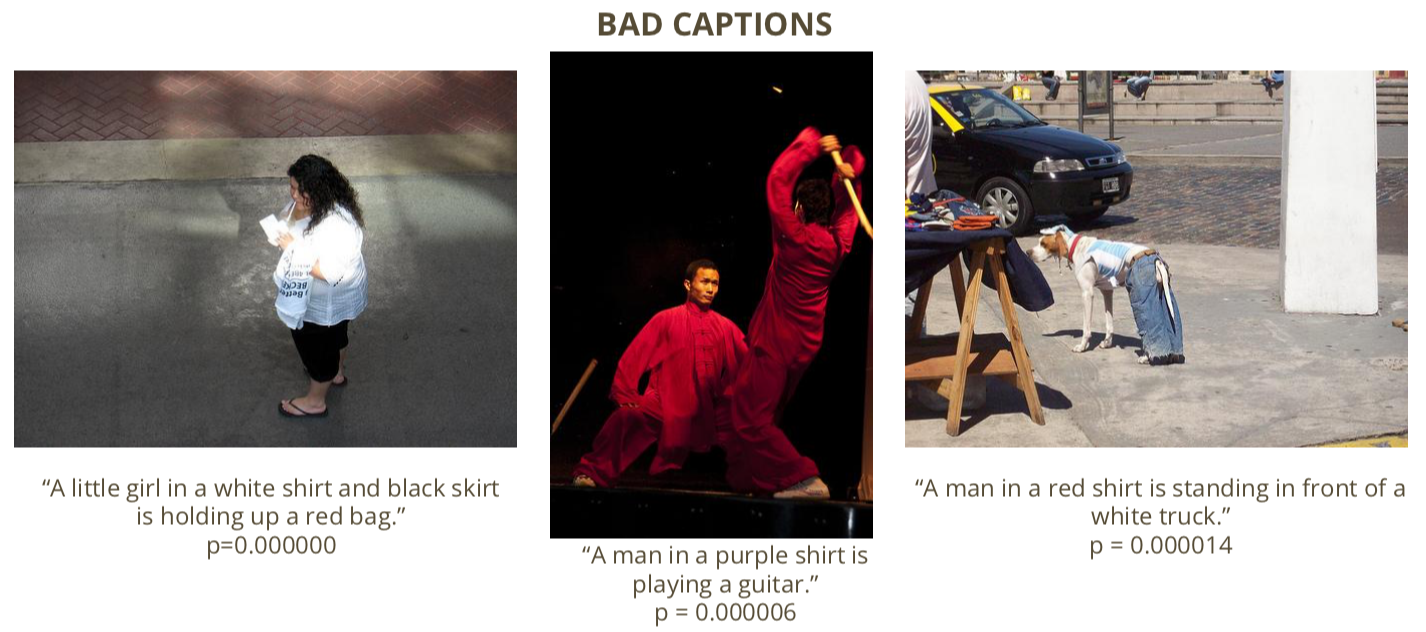 BAD CAPTIONS
“A little girl in a white shirt and black skirt
is holding up a red bag.”
p=0.000000
“A man in a purple shirt is
playing a guitar.”
p = 0.000006
“A man in a red shirt is standing in front of a
white truck.”
p = 0.000014